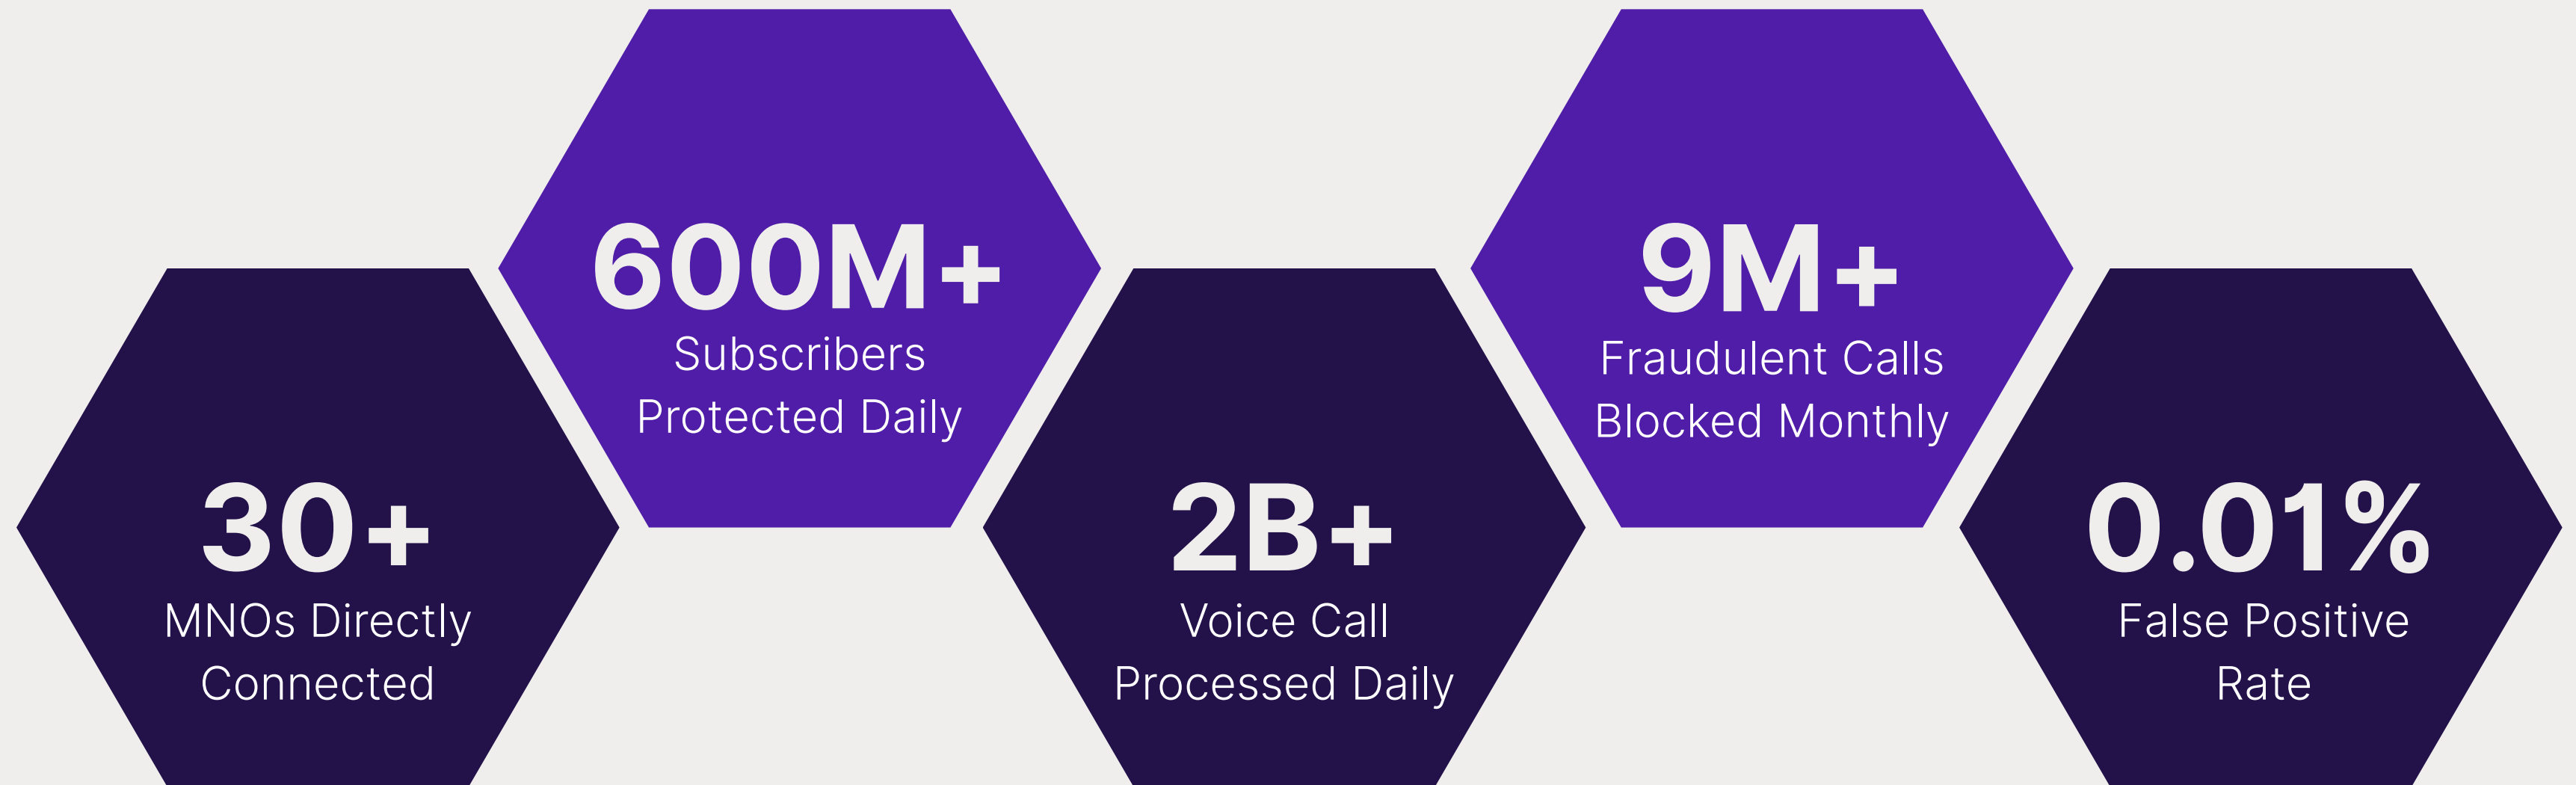 30+
MNOs Directly
Connected
600M+
Subscribers
Protected Daily
2B+
Voice Call
Processed Daily
9M+
Fraudulent Calls
Blocked Monthly
0.01%
False Positive
Rate